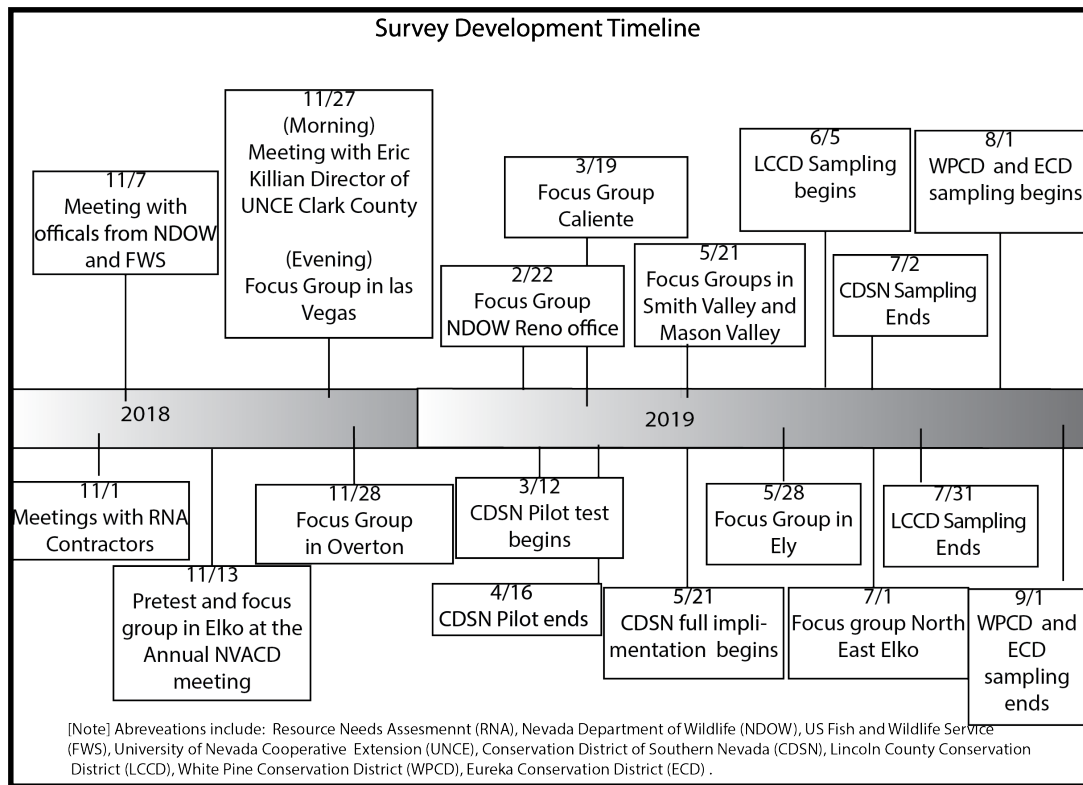 Survey Development Timeline
11/7
Meeting with
officals from NDOW
and FWS
11/27
(Morning)
Meeting with Eric
Killian Director of
UNCE Clark County
(Evening)
Focus Group in las
Vegas
2/22
Focus Group
NDOW Reno office
3/19
Focus Group
Caliente
5/21
Focus Groups in
Smith Valley and
Mason Valley
6/5
LCCD Sampling
begins
7/2
CDSN Sampling
Ends
8/1
WPCD and ECD
sampling begins
2018
2019
11/1
Meetings with RNA
Contractors
11/13
Pretest and focus
group in Elko at the
Annual NVACD
meeting
11/28
Focus Group
in Overton
3/12
CDSN Pilot test
begins
4/16
CDSN Pilot ends
5/21
CDSN full impli-
mentation begins
5/28
Focus Group in
Ely
7/1
Focus group North
East Elko
7/31
LCCD Sampling
Ends
9/1
WPCD and
ECD
sampling
ends
[Note] Abreveations include: Resource Needs Assesmennt (RNA), Nevada Department of Wildlife (NDOW), US Fish and Wildlife Service
(FWS), University of Nevada Cooperative Extension (UNCE), Conservation District of Southern Nevada (CDSN), Lincoln County Conservation
District (LCCD), White Pine Conservation District (WPCD), Eureka Conservation District (ECD) .